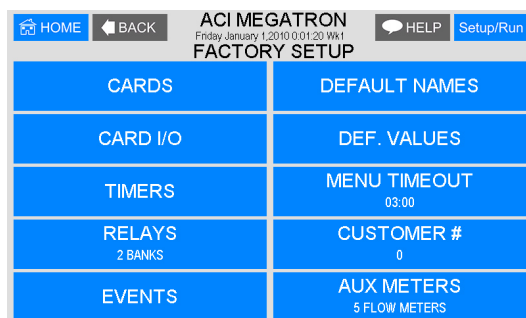 HOME
BACK
ACI MEGATRON
Friday January 1,2010 0:01:20 Wk1
FACTORY SETUP
HELP
Setup/Run
CARDS
DEFAULT NAMES
CARD I/O
DEF. VALUES
TIMERS
MENU TIMEOUT
03:00
RELAYS
2 BANKS
CUSTOMER #
0
EVENTS
AUX METERS
5 FLOW METERS